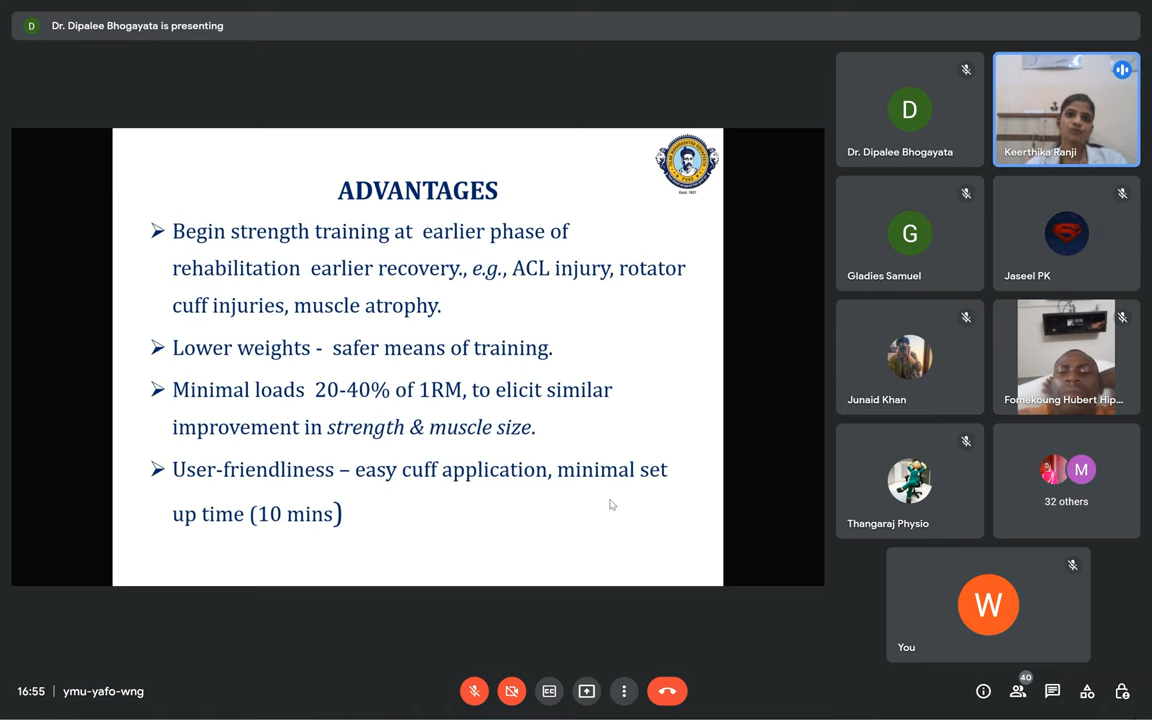 D Dr. Dipalee Bhogayata is presenting
ADVANTAGES
➢ Begin strength training at earlier phase of
rehabilitation earlier recovery., e.g., ACL injury, rotator
cuff injuries, muscle atrophy.
➢ Lower weights - safer means of training.
➢ Minimal loads 20-40% of 1RM, to elicit similar
improvement in strength & muscle size.
➢ User-friendliness – easy cuff application, minimal set
up time (10 mins)
D
Dr. Dipalee Bhogayata
Keerthika Ranji
G
Gladies Samuel
Jaseel PK
Junaid Khan
Fomekoung Hubert Hip...
Thangaraj Physio
M
32 others
W
You
16:55 | ymu-yafo-wng
CC
40